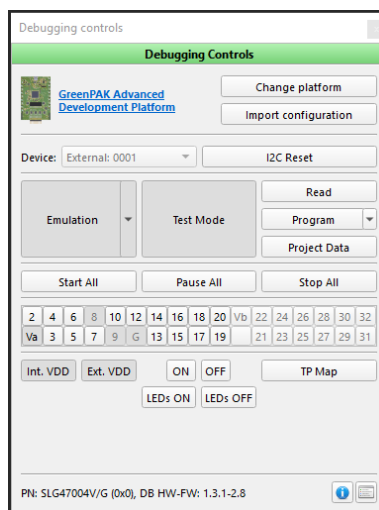 Debugging controls
Debugging Controls
GreenPAK Advanced
Development Platform
Change platform
Import configuration
Device: External: 0001 I2C Reset
Emulation Test Mode
Read
Program
Project Data
Start All Pause All Stop All
2 4 6 8 10 12 14 16 18 20 Vb 22 24 26 28 30 32
Va 3 5 7 9 G 13 15 17 19 21 23 25 27 29 31
Int. VDD Ext. VDD ON OFF TP Map
LEDs ON LEDs OFF
PN: SLG47004V/G (0x0), DB HW-FW: 1.3.1-2.8